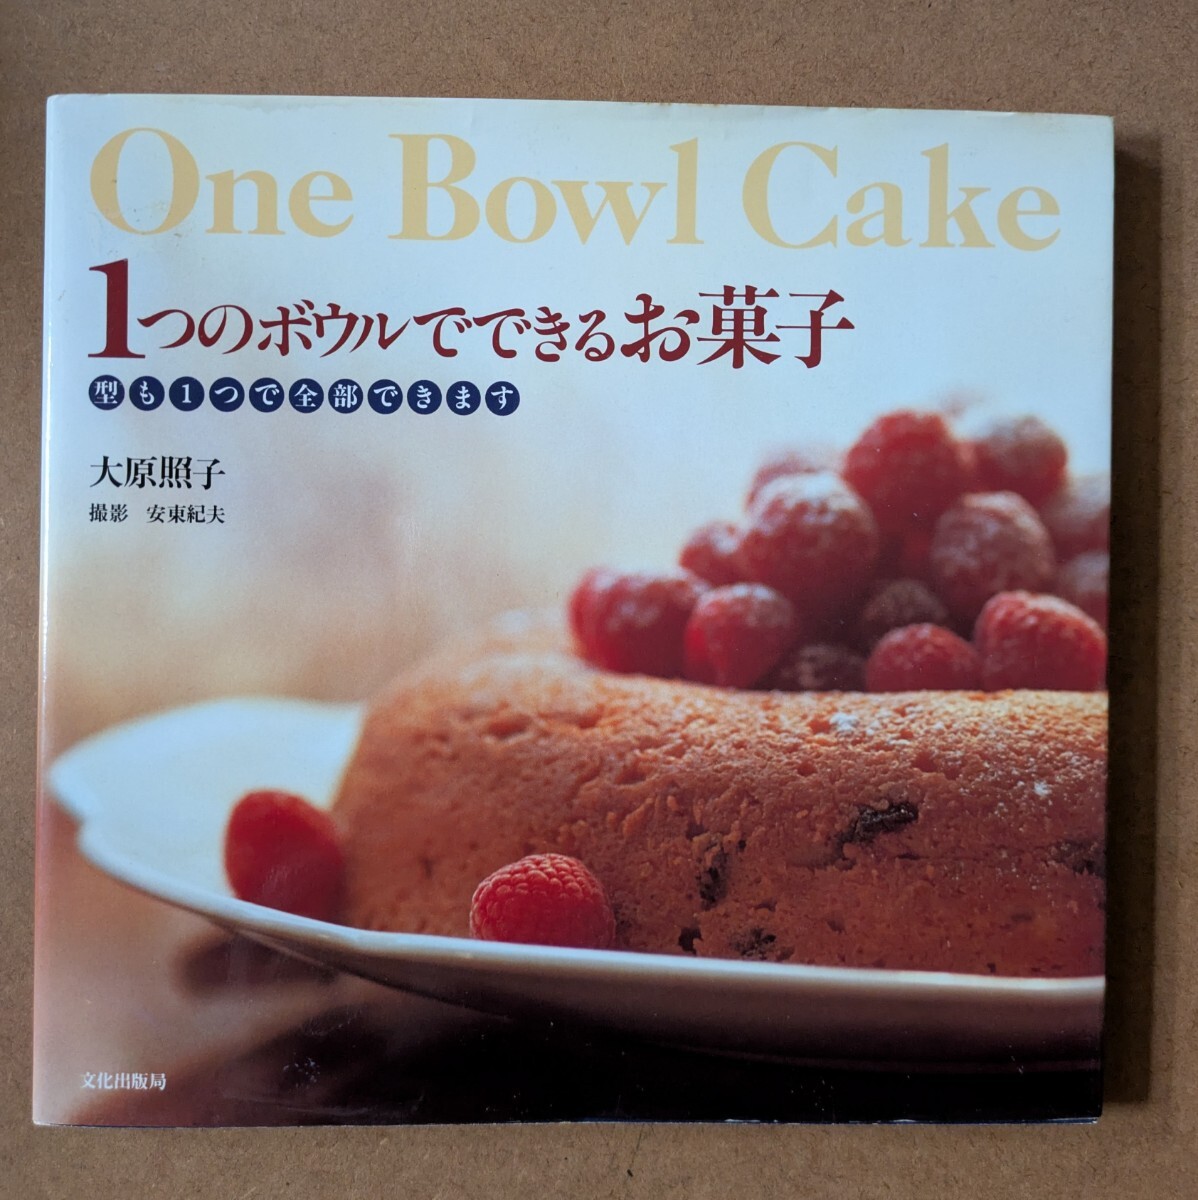 One Bowl Cake
1つのボウルでできるお菓子
型も1つで全部できます
大原照子
撮影 安東紀夫
文化出版局